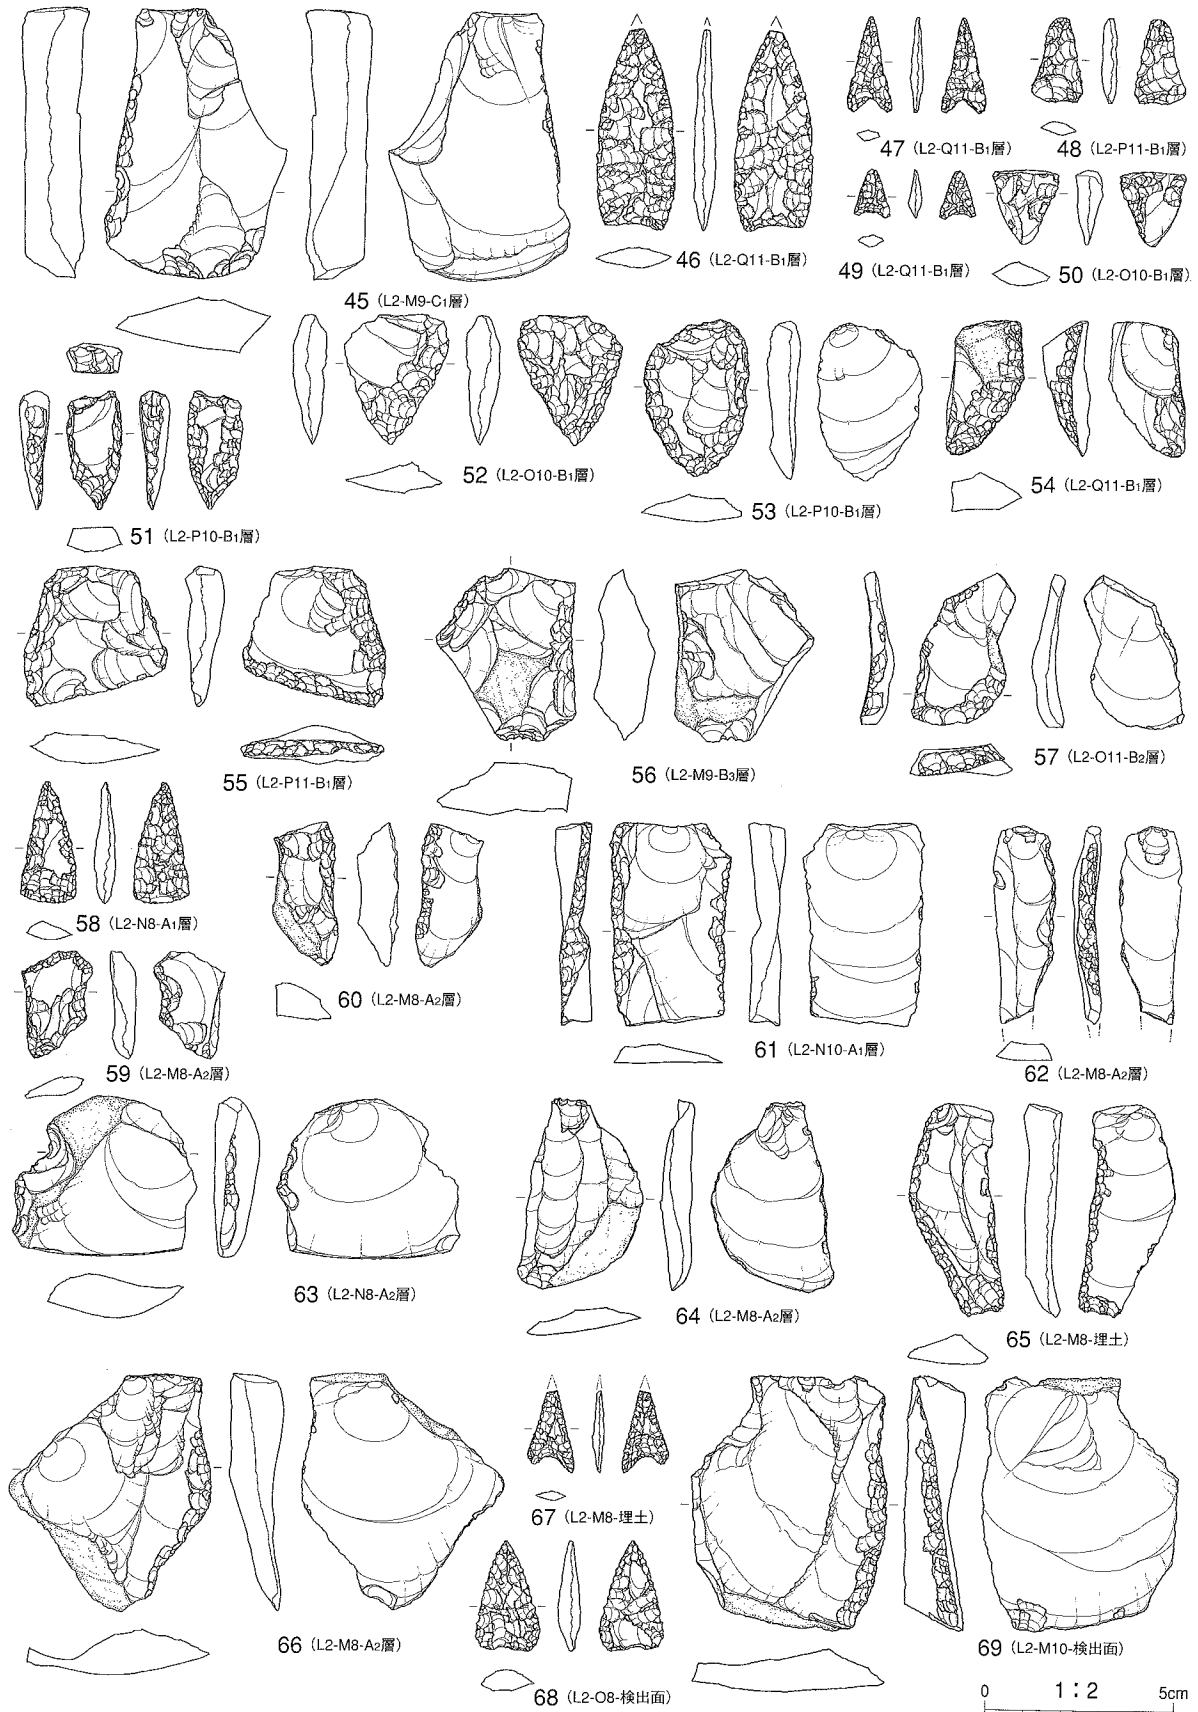 45 (L2-M9-C1層)
46 (L2-Q11-B1層)
47 (L2-Q11-B1層)
48 (L2-P11-B1層)
49 (L2-Q11-B1層)
50 (L2-O10-B1層)
51 (L2-P10-B1層)
52 (L2-O10-B1層)
53 (L2-P10-B1層)
54 (L2-Q11-B1層)
55 (L2-P11-B1層)
56 (L2-M9-B3層)
57 (L2-O11-B2層)
58 (L2-N8-A1層)
59 (L2-M8-A2層)
60 (L2-M8-A2層)
61 (L2-N10-A1層)
62 (L2-M8-A2層)
63 (L2-N8-A2層)
64 (L2-M8-A2層)
65 (L2-M8-埋土)
66 (L2-M8-A2層)
67 (L2-M8-埋土)
68 (L2-O8-検出面)
69 (L2-M10-検出面)
0 1:2 5cm